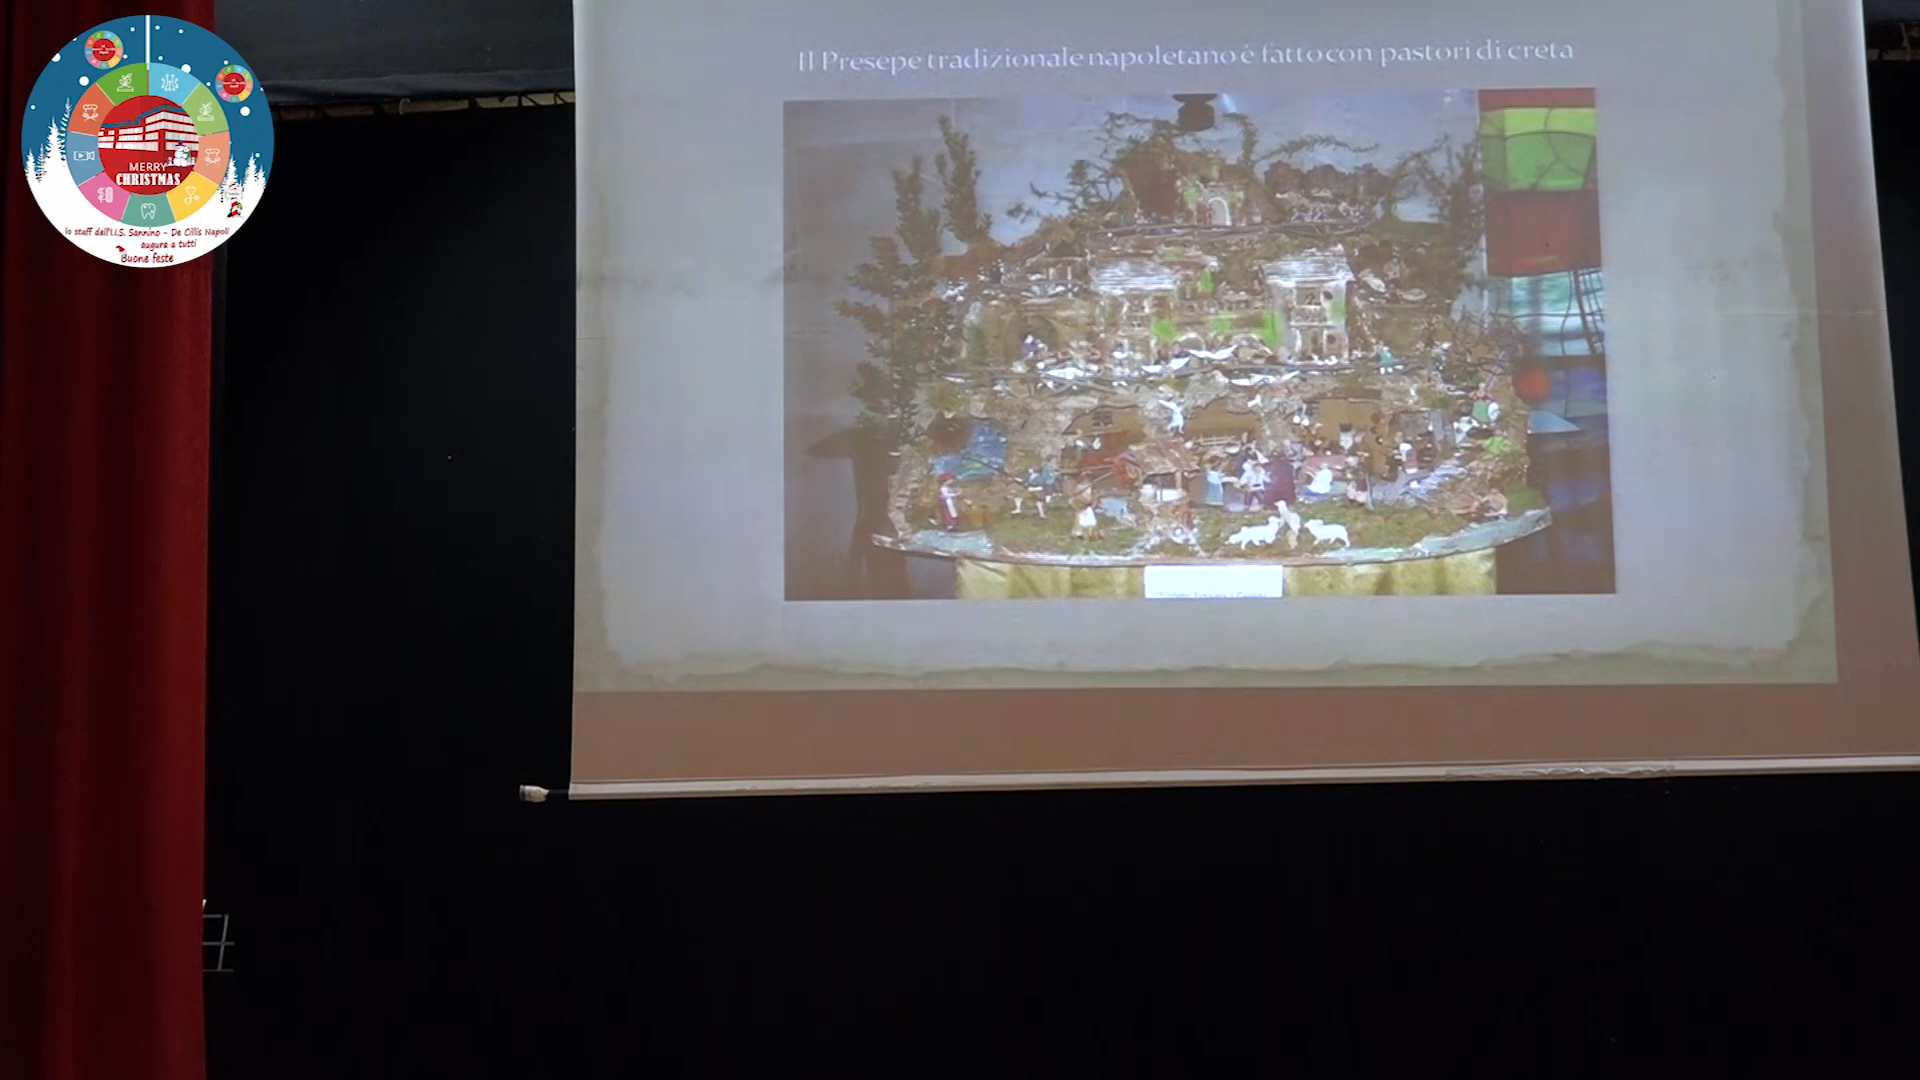 Il Presepe tradizionale napoletano è fatto con pastori di creta
MERRY
CHRISTMAS
lo staff dell'I.I.S. Sannino - De Cillis Napoli
augura a tutti
Buone feste